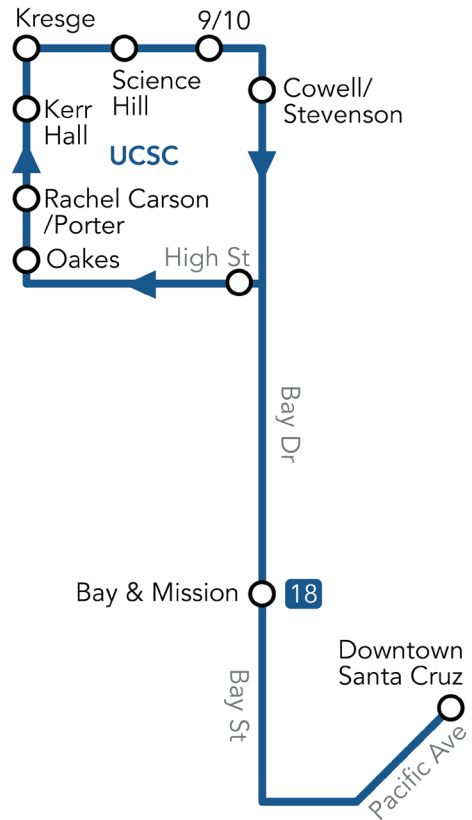 Kresge
9/10
Science
Hill
Cowell/
Stevenson
Kerr
Hall
UCSC
Rachel Carson
/Porter
Oakes
High St
Bay Dr
Bay & Mission
18
Downtown
Santa Cruz
Bay St
Pacific Ave